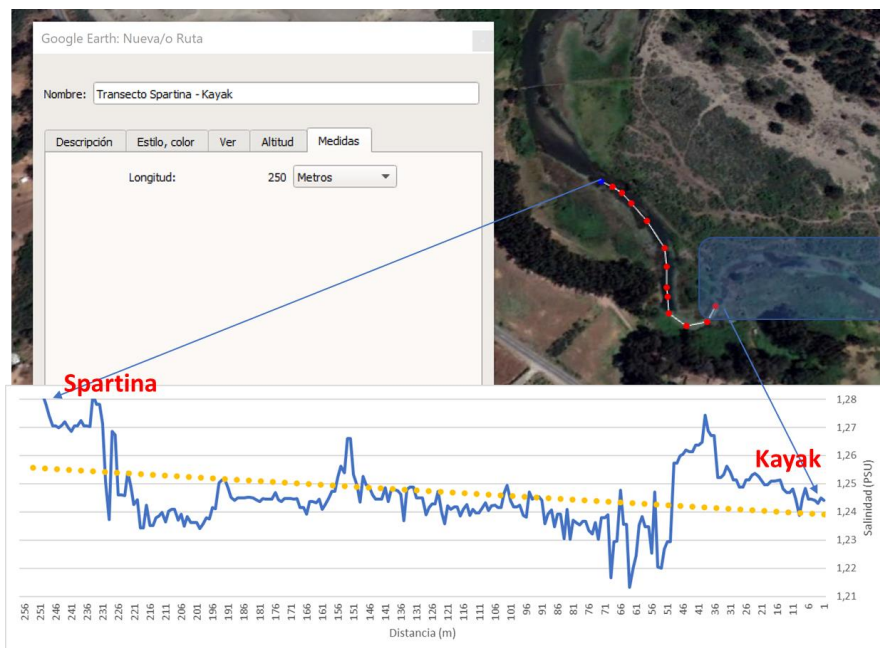 Google Earth: Nueva/o Ruta
Nombre: Transecto Spartina - Kayak
Descripción Estilo, color Ver Altitud Medidas
Longitud: 250 Metros
Spartina
Kayak
1,28
1,27
1,26
1,25
1,24
1,23
1,22
1,21
Salinidad (PSU)
256 251 246 241 236 231 226 221 216 211 206 201 196 191 186 181 176 171 166 161 156 151 146 141 136 131 126 121 116 111 106 101 96 91 86 81 76 71 66 61 56 51 46 41 36 31 26 21 16 11 6 1
Distancia (m)